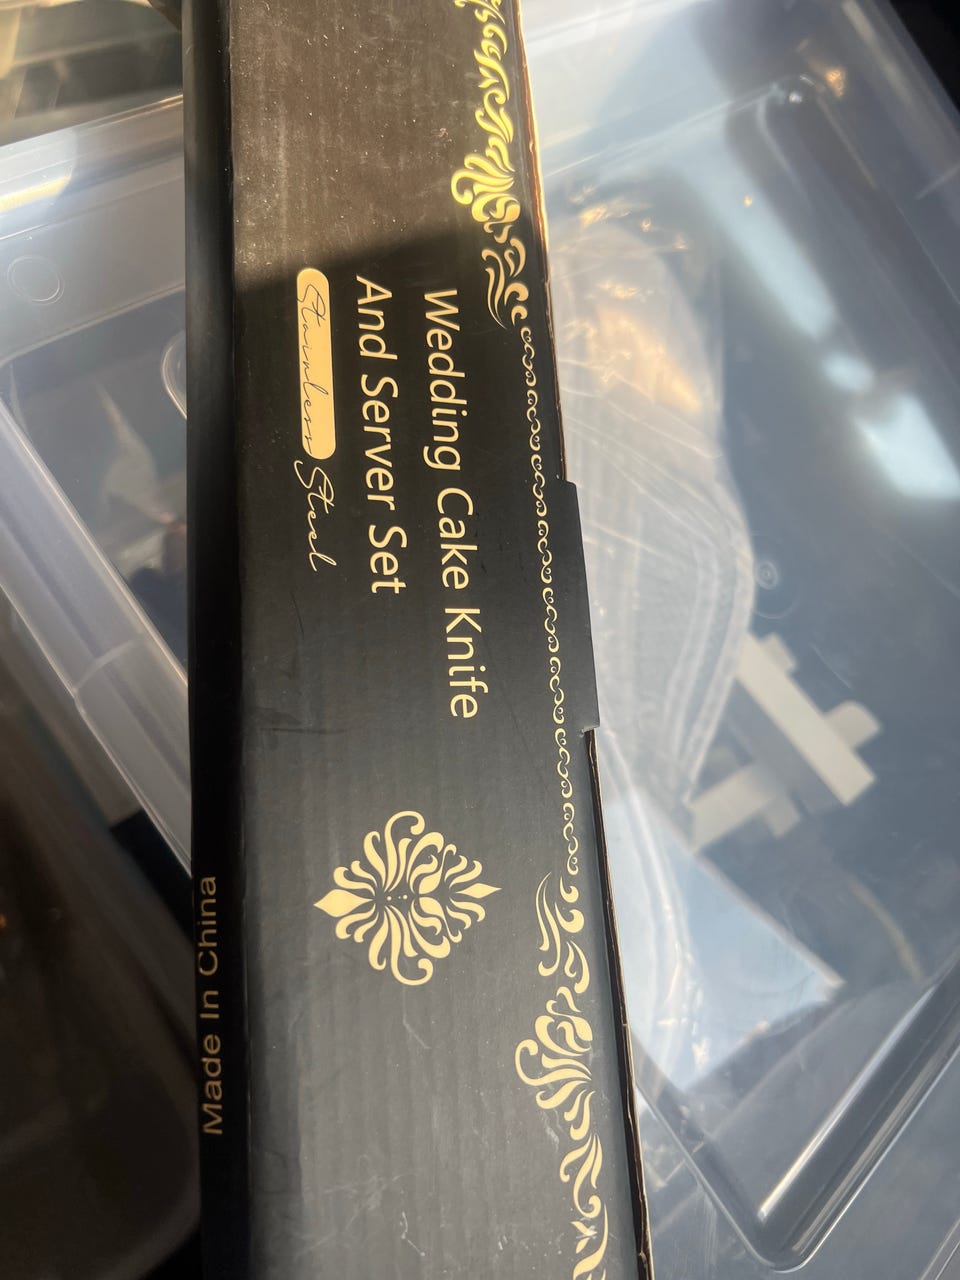 Wedding Cake Knife
And Server Set
Stainless Steel
Made In China